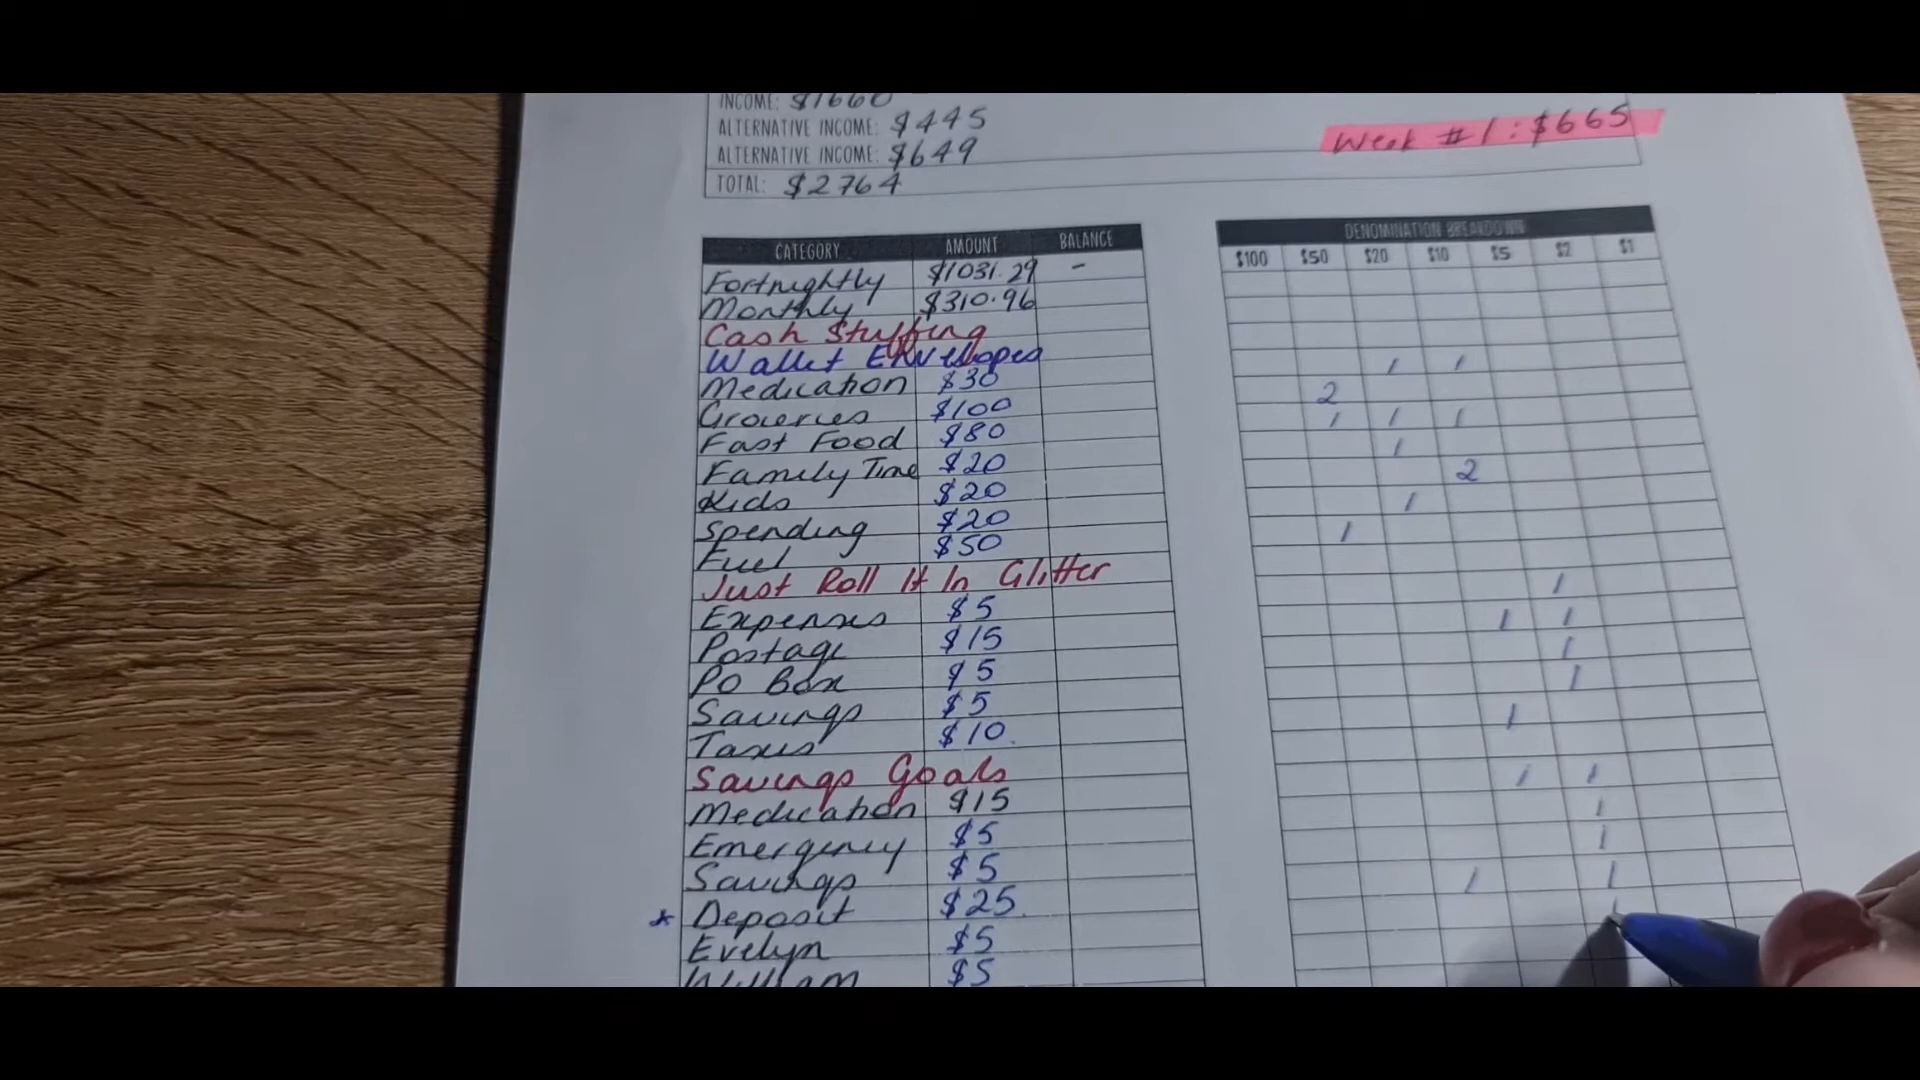 INCOME: $1660
ALTERNATIVE INCOME: $445
ALTERNATIVE INCOME: $649
TOTAL: $2764
Week #1: $665
CATEGORY AMOUNT BALANCE
Fortnightly $1031.29 -
Monthly $310.96
Cash Stuffing
Wallet Envelopes
Medication $30
Groceries $100
Fast Food $80
Family Time $20
Kids $20
Spending $20
Fuel $50
Just Roll It In Glitter
Expenses $5
Postage $15
PO Box $5
Savings $5
Taxes $10
Savings Goals
Medication $15
Emergency $5
Savings $5
* Deposit $25
Evelyn $5
William $5
DENOMINATION BREAKDOWN
$100 $50 $20 $10 $5 $2 $1
1 1
2
1 1 1
1
2
1
1
1
1 1
1
1
1
1 1
1
1
1 1